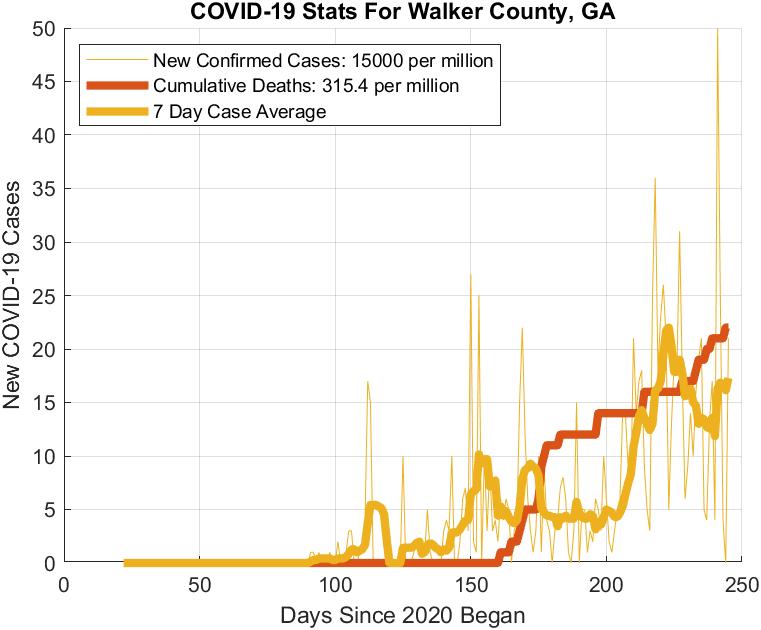 COVID-19 Stats For Walker County, GA
New Confirmed Cases: 15000 per million
Cumulative Deaths: 315.4 per million
7 Day Case Average
New COVID-19 Cases
50
45
40
35
30
25
20
15
10
5
0
0 50 100 150 200 250
Days Since 2020 Began